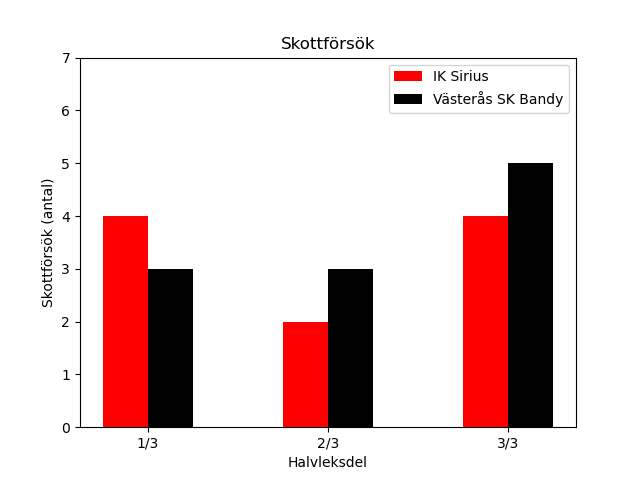 Skottförsök
IK Sirius
Västerås SK Bandy
7
6
5
4
3
2
1
0
Skottförsök (antal)
1/3
2/3
3/3
Halvleksdel